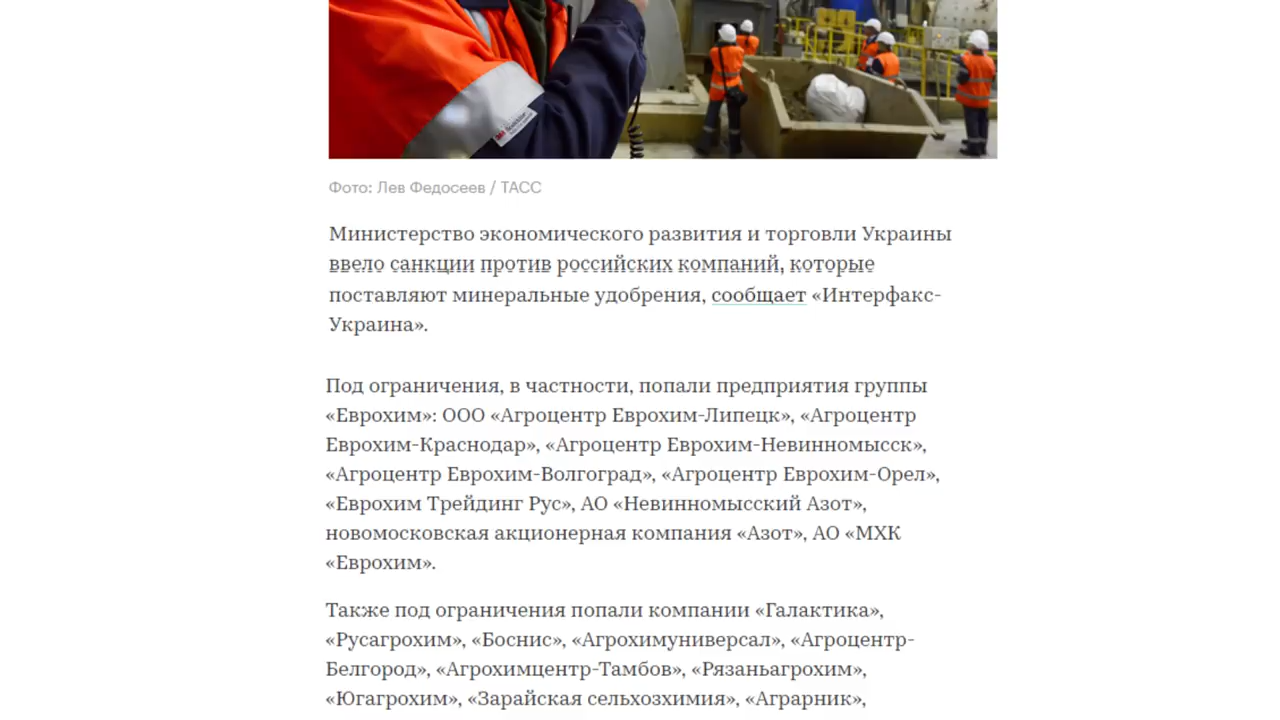 Фото: Лев Федосеев / ТАСС
Министерство экономического развития и торговли Украины
ввело санкции против российских компаний, которые
поставляют минеральные удобрения, сообщает «Интерфакс-
Украина».
Под ограничения, в частности, попали предприятия группы
«Еврохим»: ООО «Агроцентр Еврохим-Липецк», «Агроцентр
Еврохим-Краснодар», «Агроцентр Еврохим-Невинномысск»,
«Агроцентр Еврохим-Волгоград», «Агроцентр Еврохим-Орел»,
«Еврохим Трейдинг Рус», АО «Невинномысский Азот»,
новомосковская акционерная компания «Азот», АО «МХК
«Еврохим».
Также под ограничения попали компании «Галактика»,
«Русагрохим», «Боснис», «Агрохимуниверсал», «Агроцентр-
Белгород», «Агрохимцентр-Тамбов», «Рязаньагрохим»,
«Югагрохим», «Зарайская сельхозхимия», «Аграрник»,